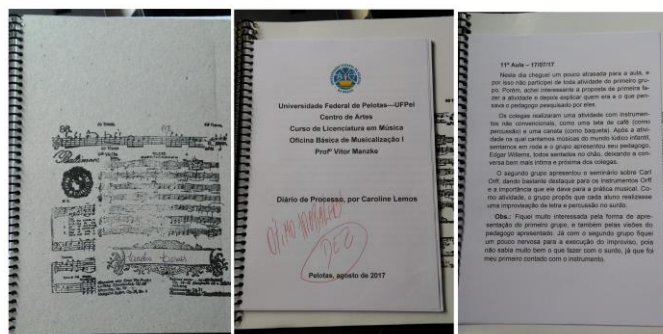 Universidade Federal de Pelotas—UFPel
Centro de Artes
Curso de Licenciatura em Música
Oficina Básica de Musicalização I
Profº Vitor Manzke
Diário de Processo, por Caroline Lemos
ÓTIMO TRABALHO
DEZ
Pelotas, agosto de 2017
11ª Aula – 17/07/17
Neste dia cheguei um pouco atrasada para a aula, e
por isso não participei de toda atividade do primeiro gru-
po. Porém, achei interessante a proposta de primeira fa-
zer a atividade e depois explicar quem era e o que pen-
sava o pedagogo pesquisado por eles.
Os colegas realizaram uma atividade com instrumen-
tos não convencionais, como uma lata de café (como
percussão) e uma caneta (como baqueta). Após a ativi-
dade na qual cantamos músicas do mundo lúdico infantil,
sentamos em roda e o grupo apresentou seu pedagogo,
Edgar Willems, todos sentados no chão, deixando a con-
versa bem mais íntima e próxima dos colegas.
O segundo grupo apresentou o seminário sobre Carl
Orff, dando bastante destaque para os instrumentos Orff
e a importância que ele dava para a prática musical. Co-
mo atividade, o grupo propôs que cada aluno realizasse
uma improvisação de letra e percussão no surdo.
Obs.: Fiquei muito interessada pela forma de apre-
sentação do primeiro grupo, e também pelas visões do
pedagogo apresentado. Já com o segundo grupo fiquei
um pouco nervosa para a execução do improviso, pois
não sabia muito bem o que fazer com o surdo, já que foi
meu primeiro contato com o instrumento.